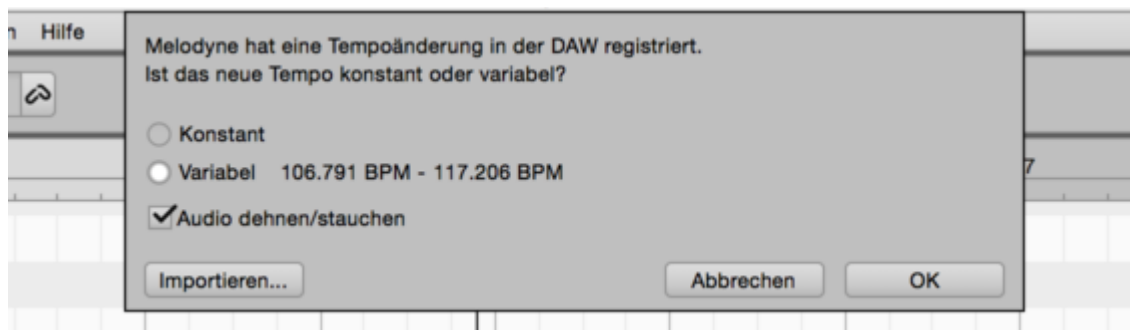 Hilfe
Melodyne hat eine Tempoänderung in der DAW registriert.
Ist das neue Tempo konstant oder variabel?
Konstant
Variabel 106.791 BPM - 117.206 BPM
7
Audio dehnen/stauchen
Importieren... Abbrechen OK